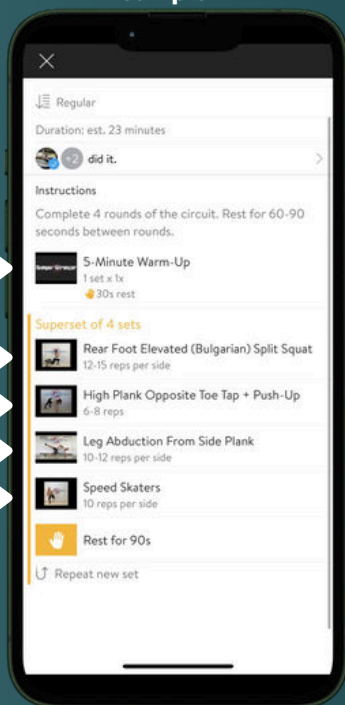 Regular
Duration: est. 23 minutes
+2 did it.
Instructions
Complete 4 rounds of the circuit. Rest for 60-90
seconds between rounds.
5-Minute Warm-Up
1 set x 1x
30s rest
Superset of 4 sets
Rear Foot Elevated (Bulgarian) Split Squat
12-15 reps per side
High Plank Opposite Toe Tap + Push-Up
6-8 reps
Leg Abduction From Side Plank
10-12 reps per side
Speed Skaters
10 reps per side
Rest for 90s
Repeat new set